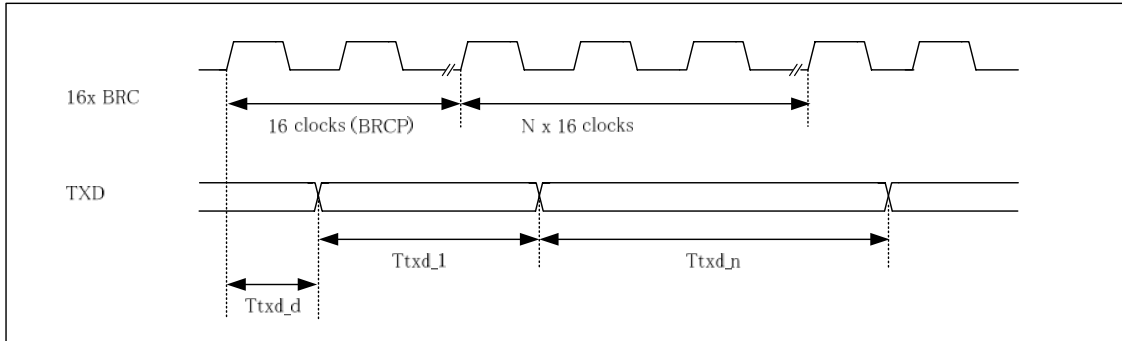 16x BRC
16 clocks (BRCP)
N x 16 clocks
TXD
Ttxd_1
Ttxd_n
Ttxd_d